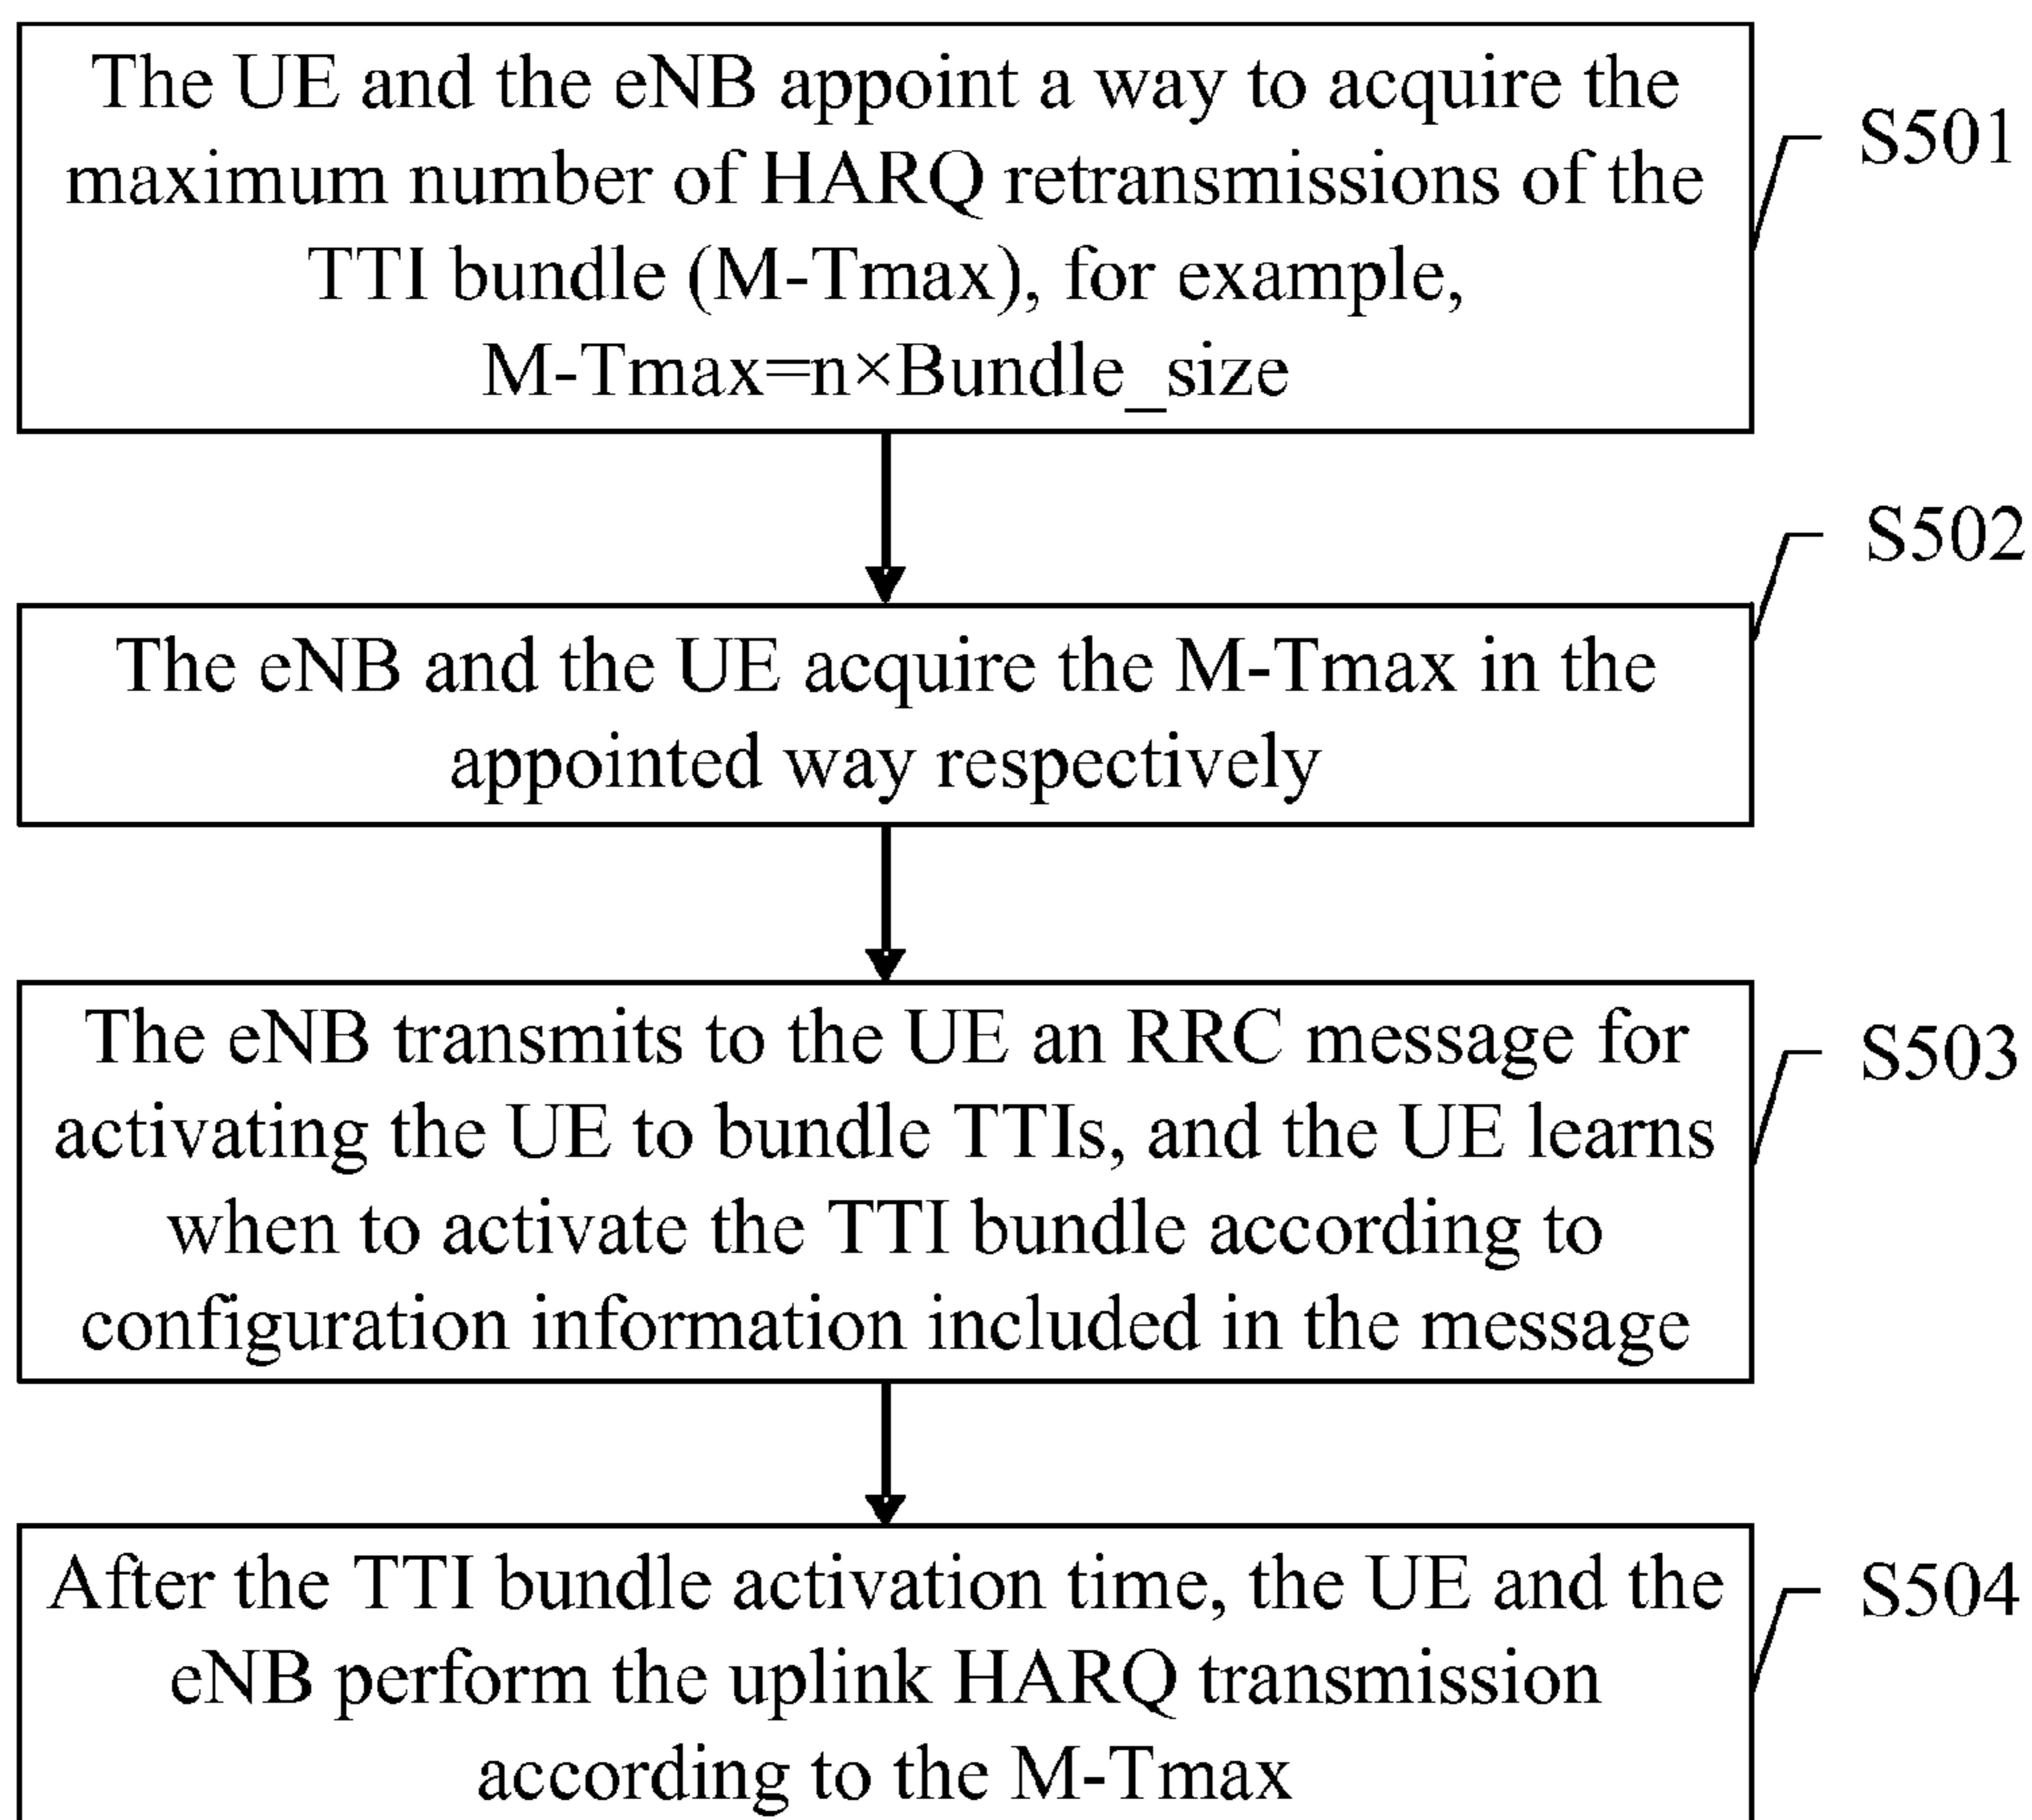 The UE and the eNB appoint a way to acquire the
maximum number of HARQ retransmissions of the
TTI bundle (M-Tmax), for example,
M-Tmax=n×Bundle_size
S501
S502
The eNB and the UE acquire the M-Tmax in the
appointed way respectively
The eNB transmits to the UE an RRC message for
activating the UE to bundle TTIs, and the UE learns
when to activate the TTI bundle according to
configuration information included in the message
S503
After the TTI bundle activation time, the UE and the
eNB perform the uplink HARQ transmission
according to the M-Tmax
S504